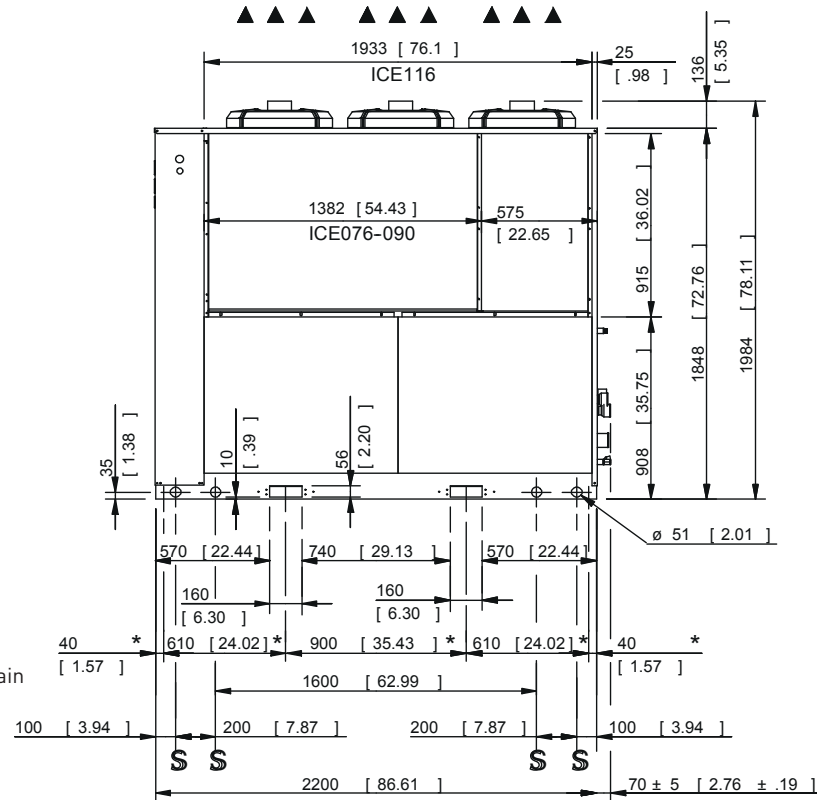 1933 [ 76.1 ]
ICE116
25
[ .98 ]
136
[ 5.35 ]
1382 [ 54.43 ]
ICE076-090
575
[ 22.65 ]
915 [ 36.02 ]
1848 [ 72.76 ]
1984 [ 78.11 ]
908 [ 35.75 ]
35
[ 1.38 ]
10
[ .39 ]
56
[ 2.20 ]
ø 51 [ 2.01 ]
570 [ 22.44 ]
740 [ 29.13 ]
570 [ 22.44 ]
160
[ 6.30 ]
160
[ 6.30 ]
40 *
[ 1.57 ]
610 [ 24.02 ] *
900 [ 35.43 ] *
610 [ 24.02 ] *
40 *
[ 1.57 ]
ain
1600 [ 62.99 ]
100 [ 3.94 ]
200 [ 7.87 ]
200 [ 7.87 ]
100 [ 3.94 ]
S S S S
2200 [ 86.61 ]
70 ± 5 [ 2.76 ± .19 ]